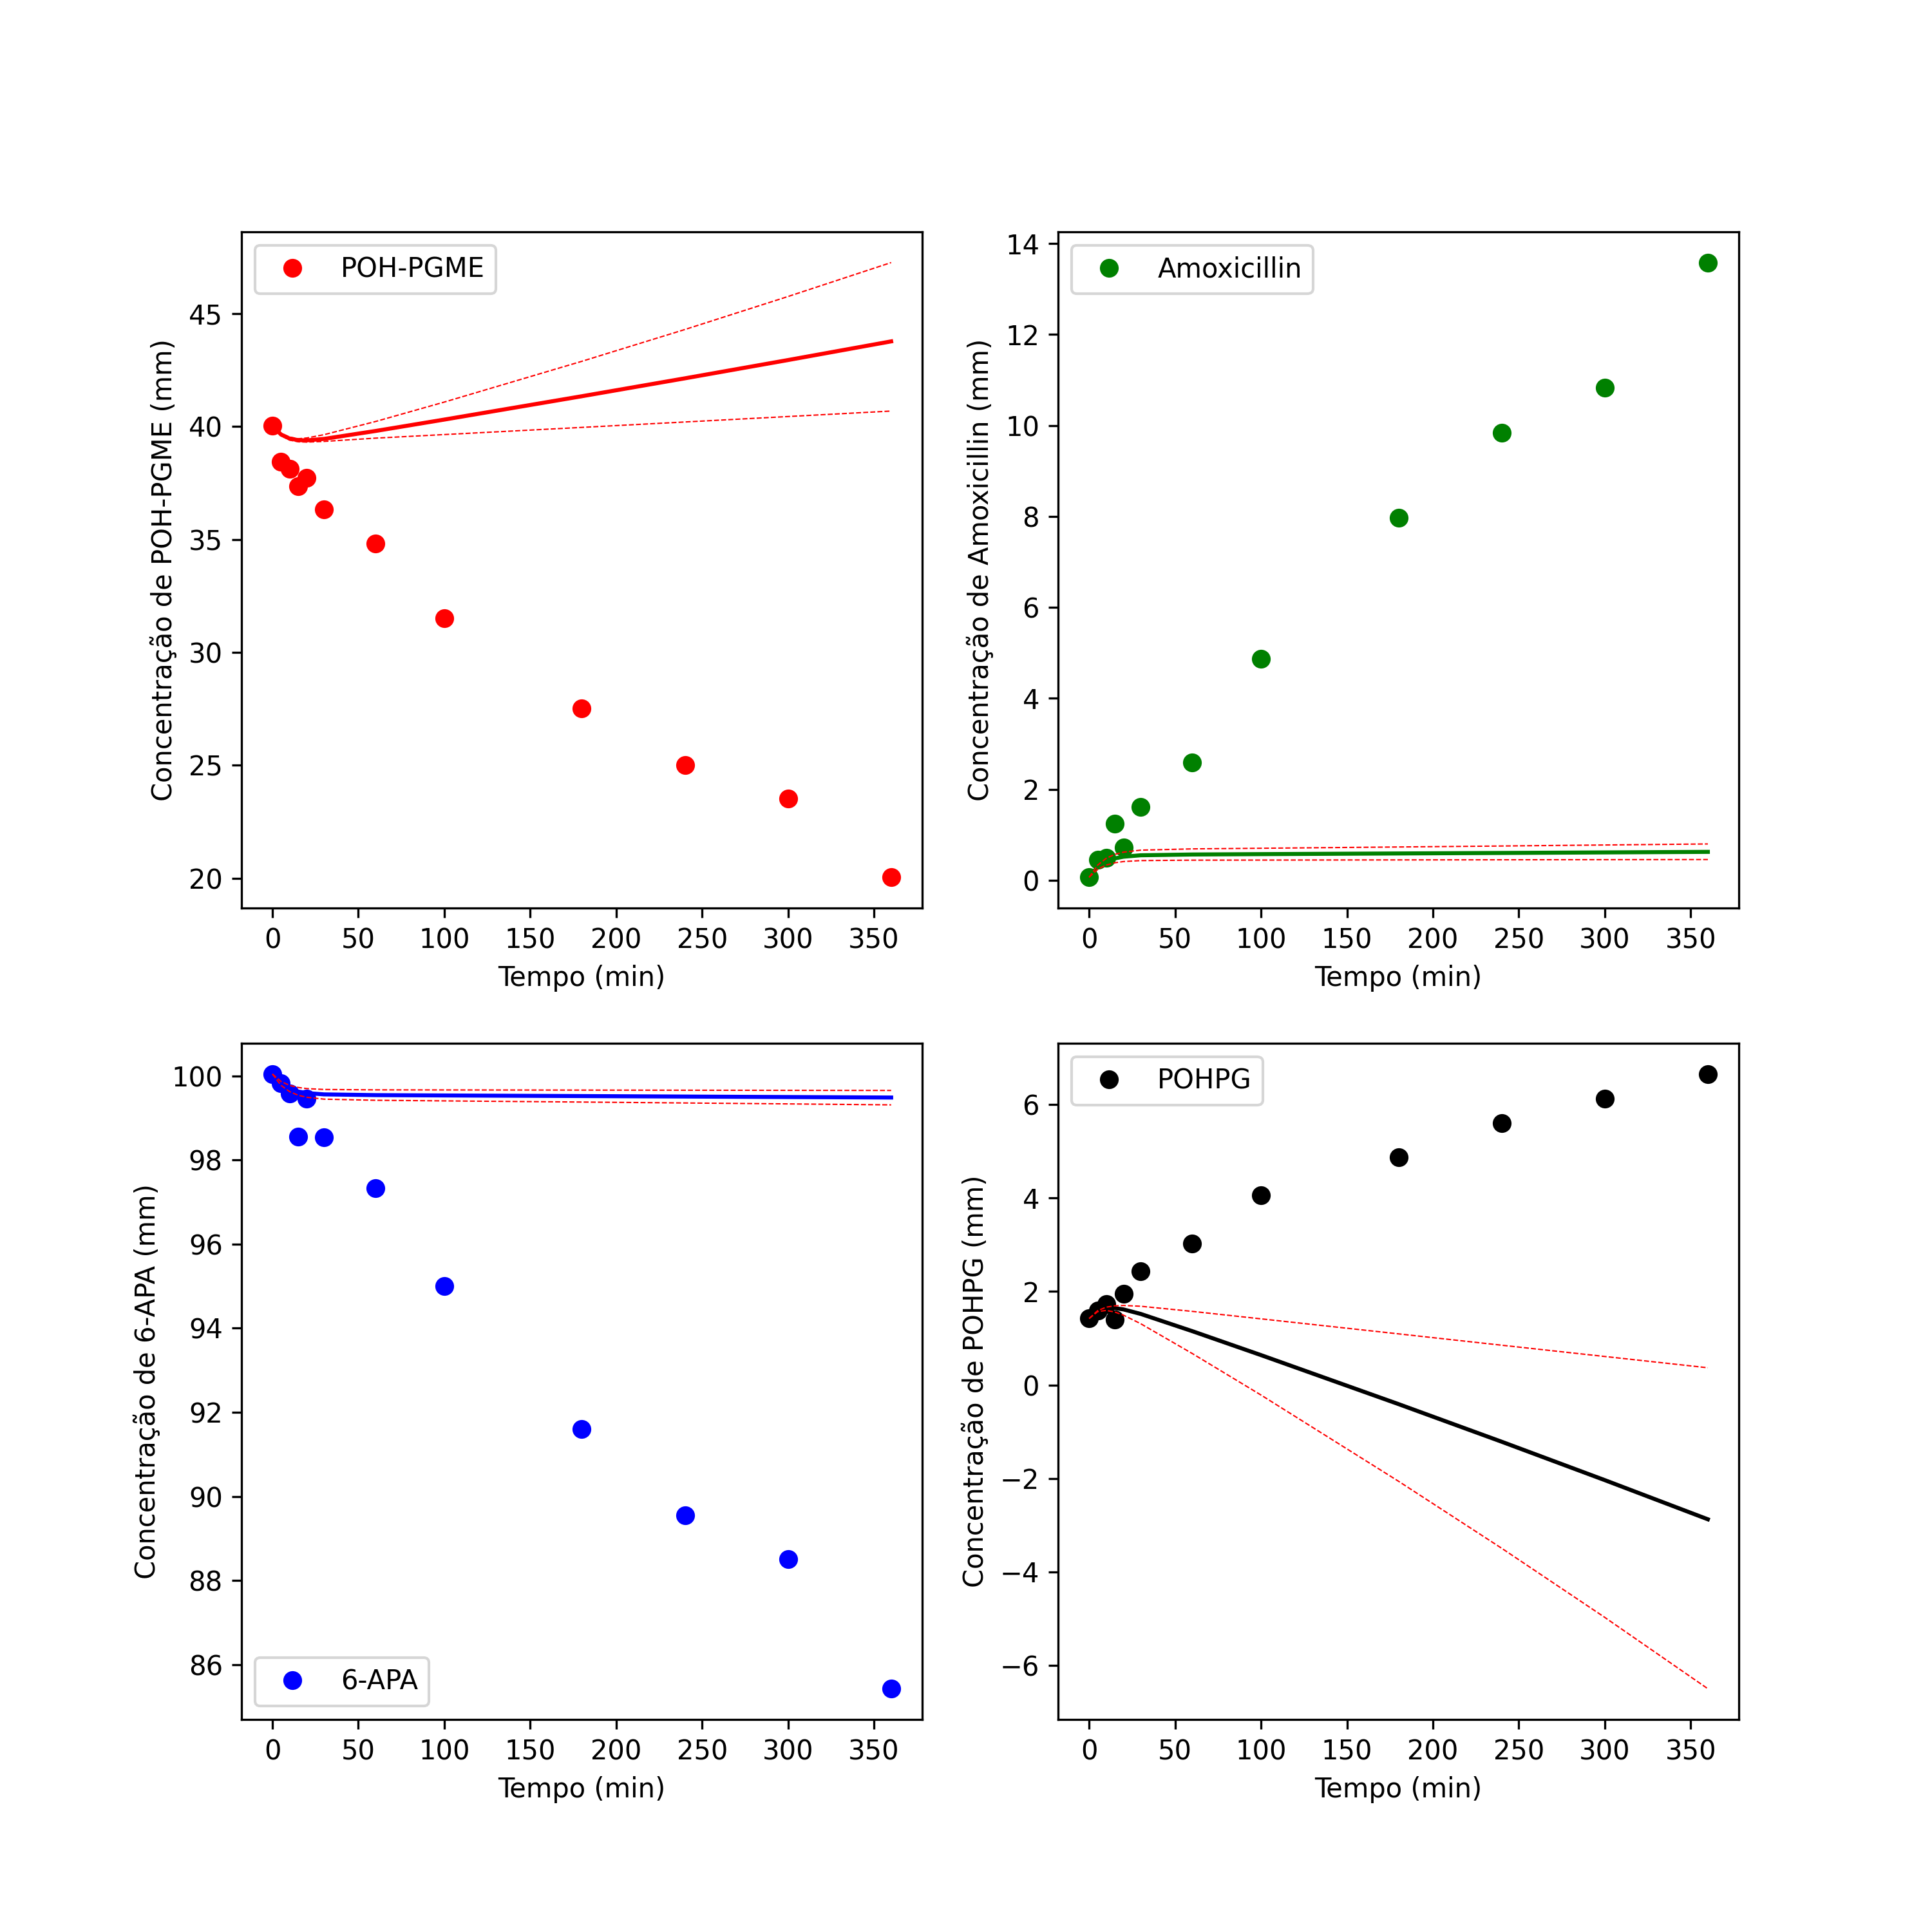 POH-PGME
Concentração de POH-PGME (mm)
45
40
35
30
25
20
0 50 100 150 200 250 300 350
Tempo (min)
Amoxicillin
Concentração de Amoxicillin (mm)
14
12
10
8
6
4
2
0
0 50 100 150 200 250 300 350
Tempo (min)
6-APA
Concentração de 6-APA (mm)
100
98
96
94
92
90
88
86
0 50 100 150 200 250 300 350
Tempo (min)
POHPG
Concentração de POHPG (mm)
6
4
2
0
−2
−4
−6
0 50 100 150 200 250 300 350
Tempo (min)